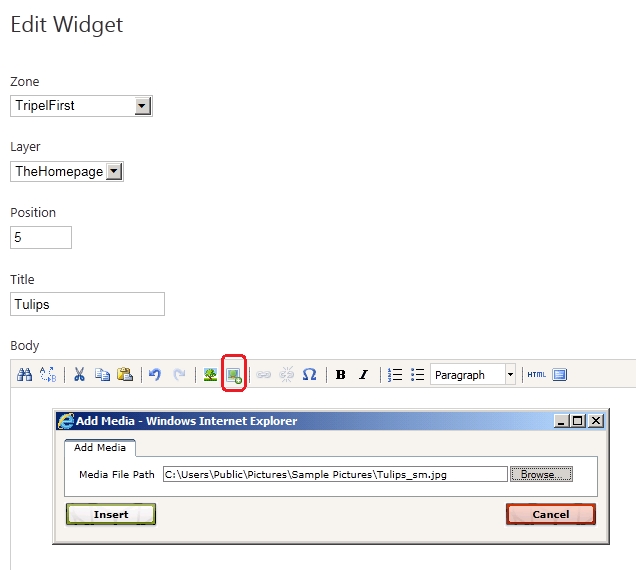 Edit Widget
Zone
TripelFirst
Layer
TheHomepage
Position
5
Title
Tulips
Body
B I Paragraph HTML
Add Media - Windows Internet Explorer
Add Media
Media File Path C:\Users\Public\Pictures\Sample Pictures\Tulips_sm.jpg Browse...
Insert Cancel